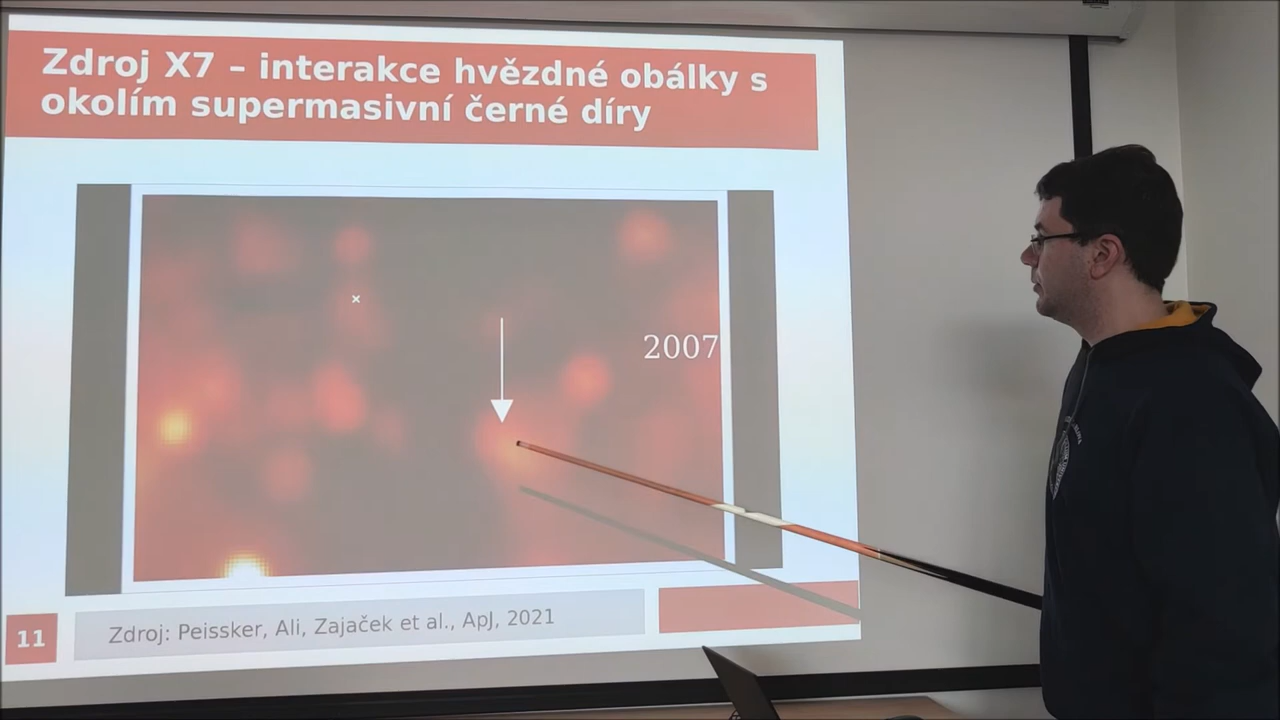 Zdroj X7 – interakce hvězdné obálky s
okolím supermasivní černé díry
2007
11
Zdroj: Peissker, Ali, Zajaček et al., ApJ, 2021